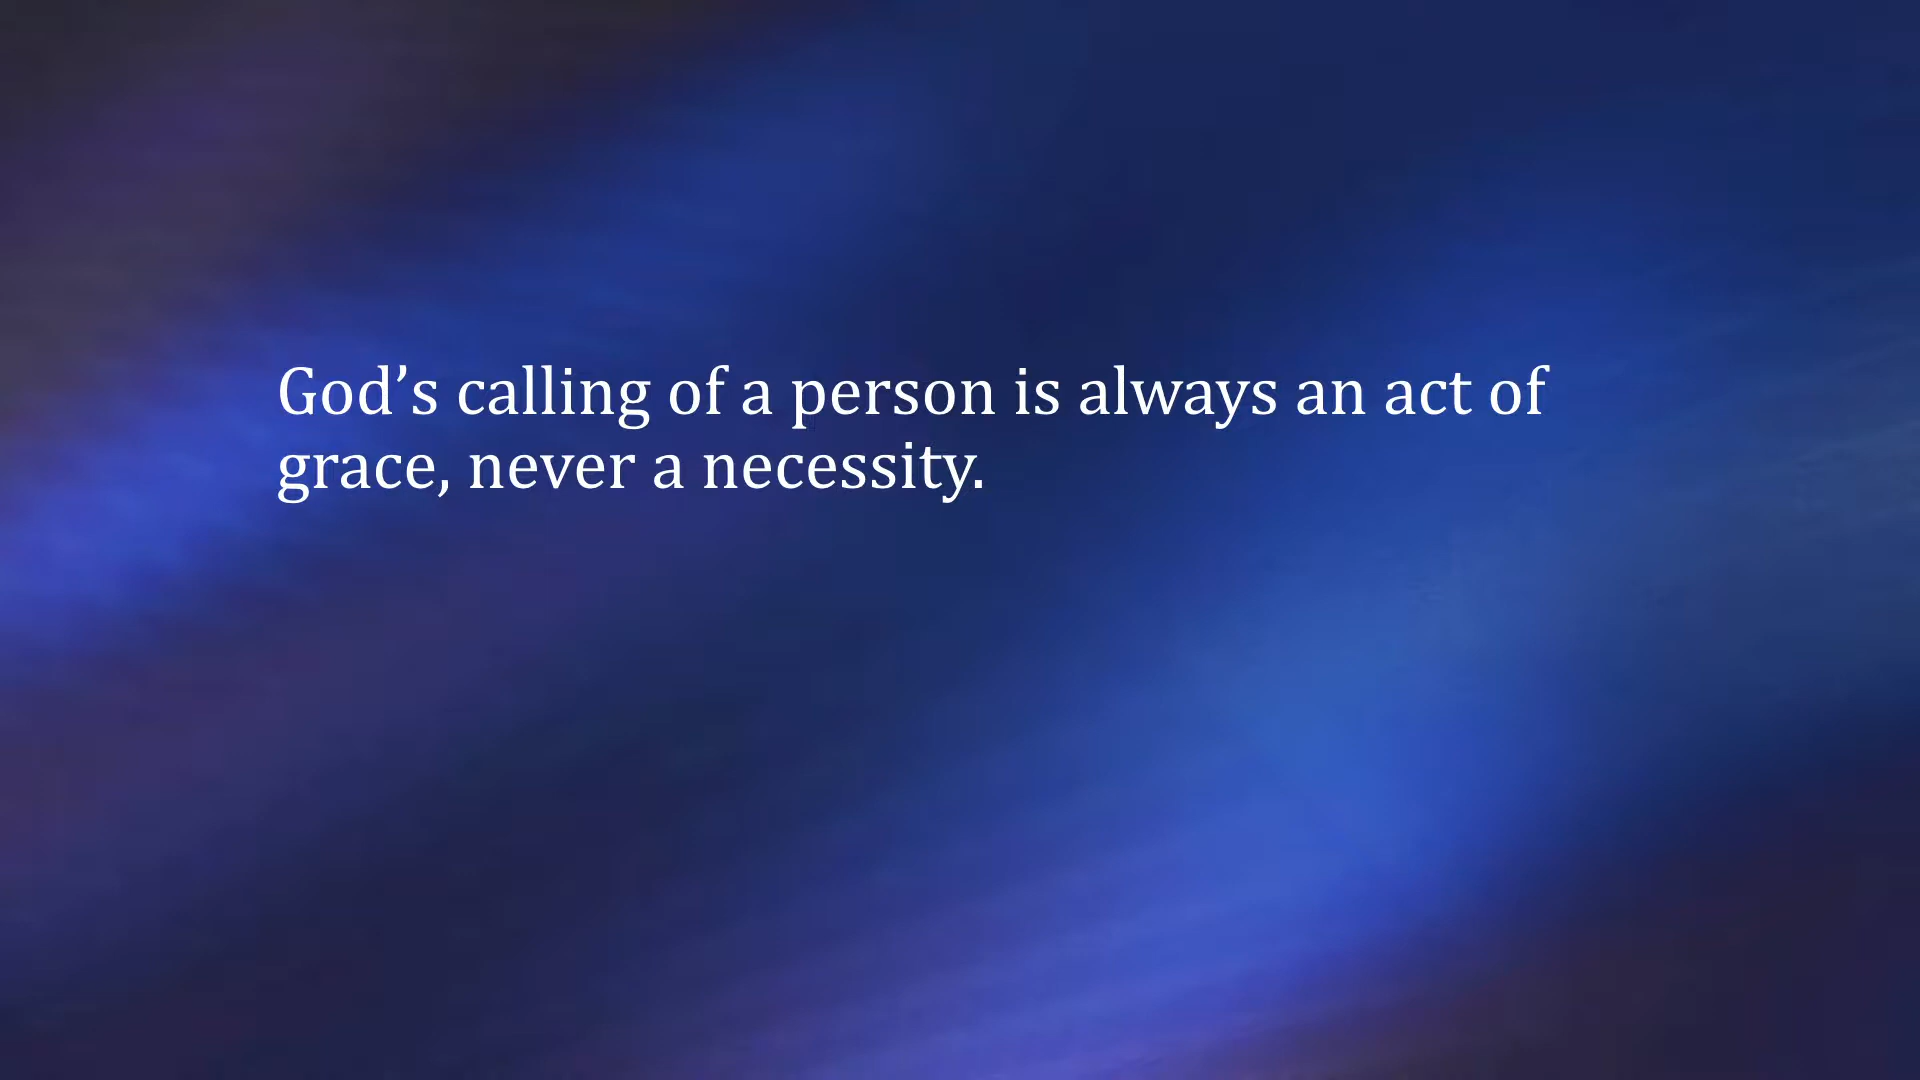 God’s calling of a person is always an act of
grace, never a necessity.